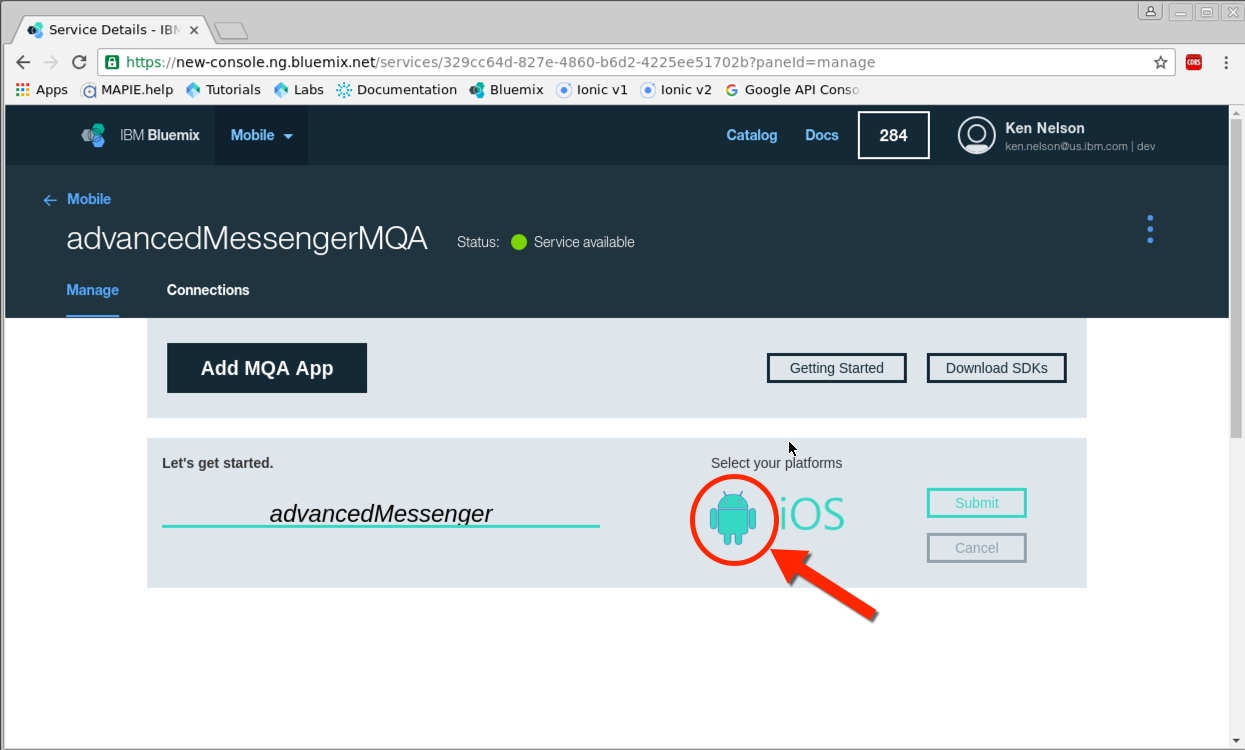 Service Details - IBM
https://new-console.ng.bluemix.net/services/329cc64d-827e-4860-b6d2-4225ee51702b?paneId=manage
CORS
Apps MAPIE.help Tutorials Labs Documentation Bluemix Ionic v1 Ionic v2 Google API Conso
IBM Bluemix Mobile Catalog Docs 284 Ken Nelson
ken.nelson@us.ibm.com | dev
← Mobile
advancedMessengerMQA Status: Service available
Manage Connections
Add MQA App Getting Started Download SDKs
Let's get started. Select your platforms
advancedMessenger iOS Submit
Cancel